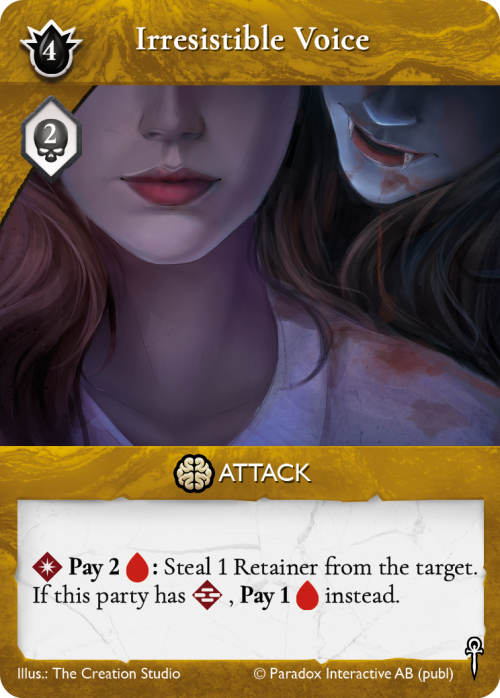 4
Irresistible Voice
2
ATTACK
Pay 2 : Steal 1 Retainer from the target.
If this party has , Pay 1 instead.
Illus.: The Creation Studio
© Paradox Interactive AB (publ)